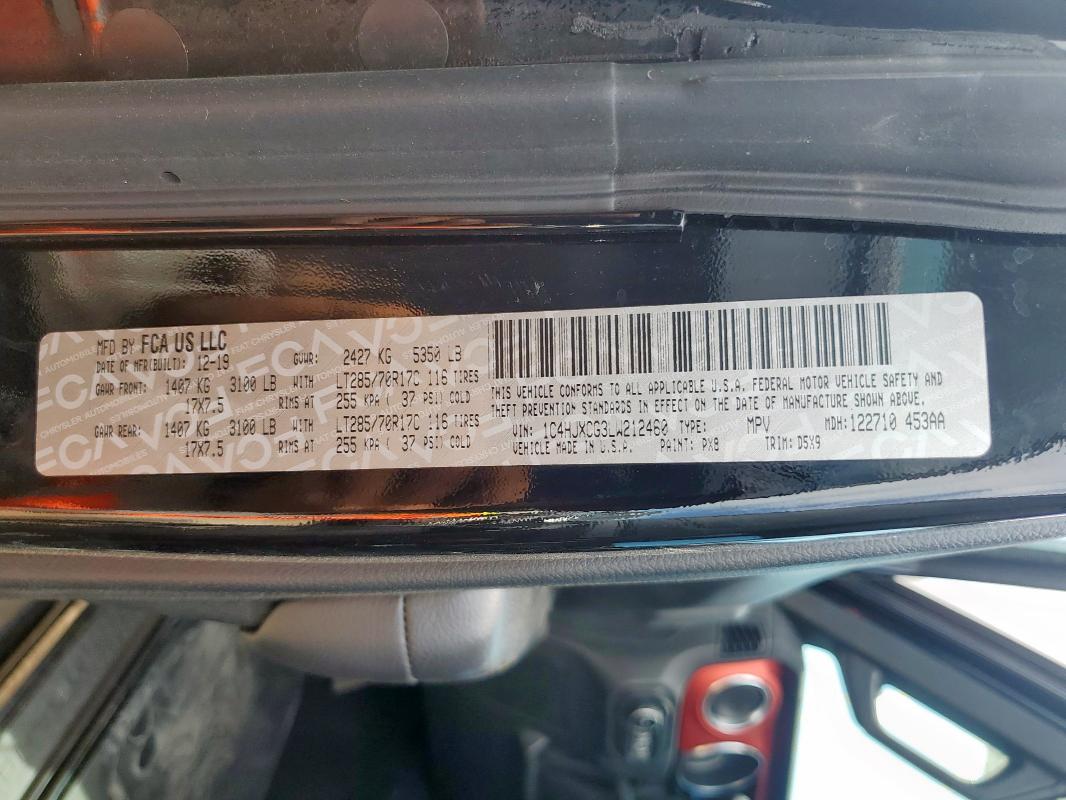 MFD BY FCA US LLC
DATE OF MFR(BUILT): 12-19 GVWR: 2427 KG 5350 LB
GAWR FRONT: 1407 KG 3100 LB WITH LT285/70R17C 116 TIRES
17X7.5 RIMS AT 255 KPA ( 37 PSI) COLD
GAWR REAR: 1407 KG 3100 LB WITH LT285/70R17C 116 TIRES
17X7.5 RIMS AT 255 KPA ( 37 PSI) COLD
THIS VEHICLE CONFORMS TO ALL APPLICABLE U.S.A. FEDERAL MOTOR VEHICLE SAFETY AND
THEFT PREVENTION STANDARDS IN EFFECT ON THE DATE OF MANUFACTURE SHOWN ABOVE.
VIN: 1C4HJXCG3LW212460 TYPE: MPV MDH: 122710 453AA
VEHICLE MADE IN U.S.A. PAINT: PX8 TRIM: D5X9